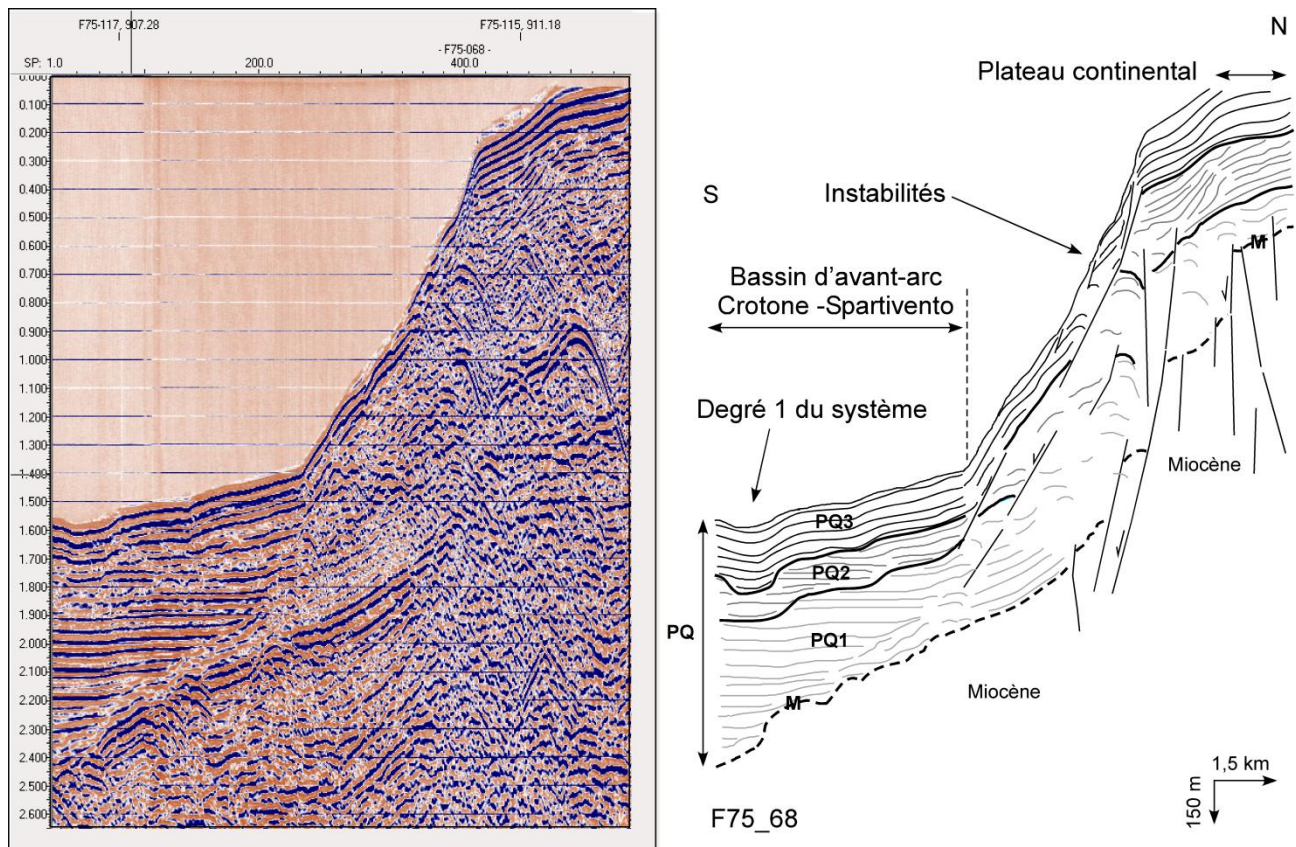 F75-117, 907.28
F75-115, 911.18
- F75-068 -
SP: 1.0
200.0
400.0
0.000
0.100
0.200
0.300
0.400
0.500
0.600
0.700
0.800
0.900
1.000
1.100
1.200
1.300
1.400
1.500
1.600
1.700
1.800
1.900
2.000
2.100
2.200
2.300
2.400
2.500
2.600
N
Plateau continental
S
Instabilités
M
Bassin d'avant-arc
Crotone -Spartivento
Degré 1 du système
Miocène
PQ3
PQ2
PQ
PQ1
M
Miocène
1,5 km
150 m
F75_68